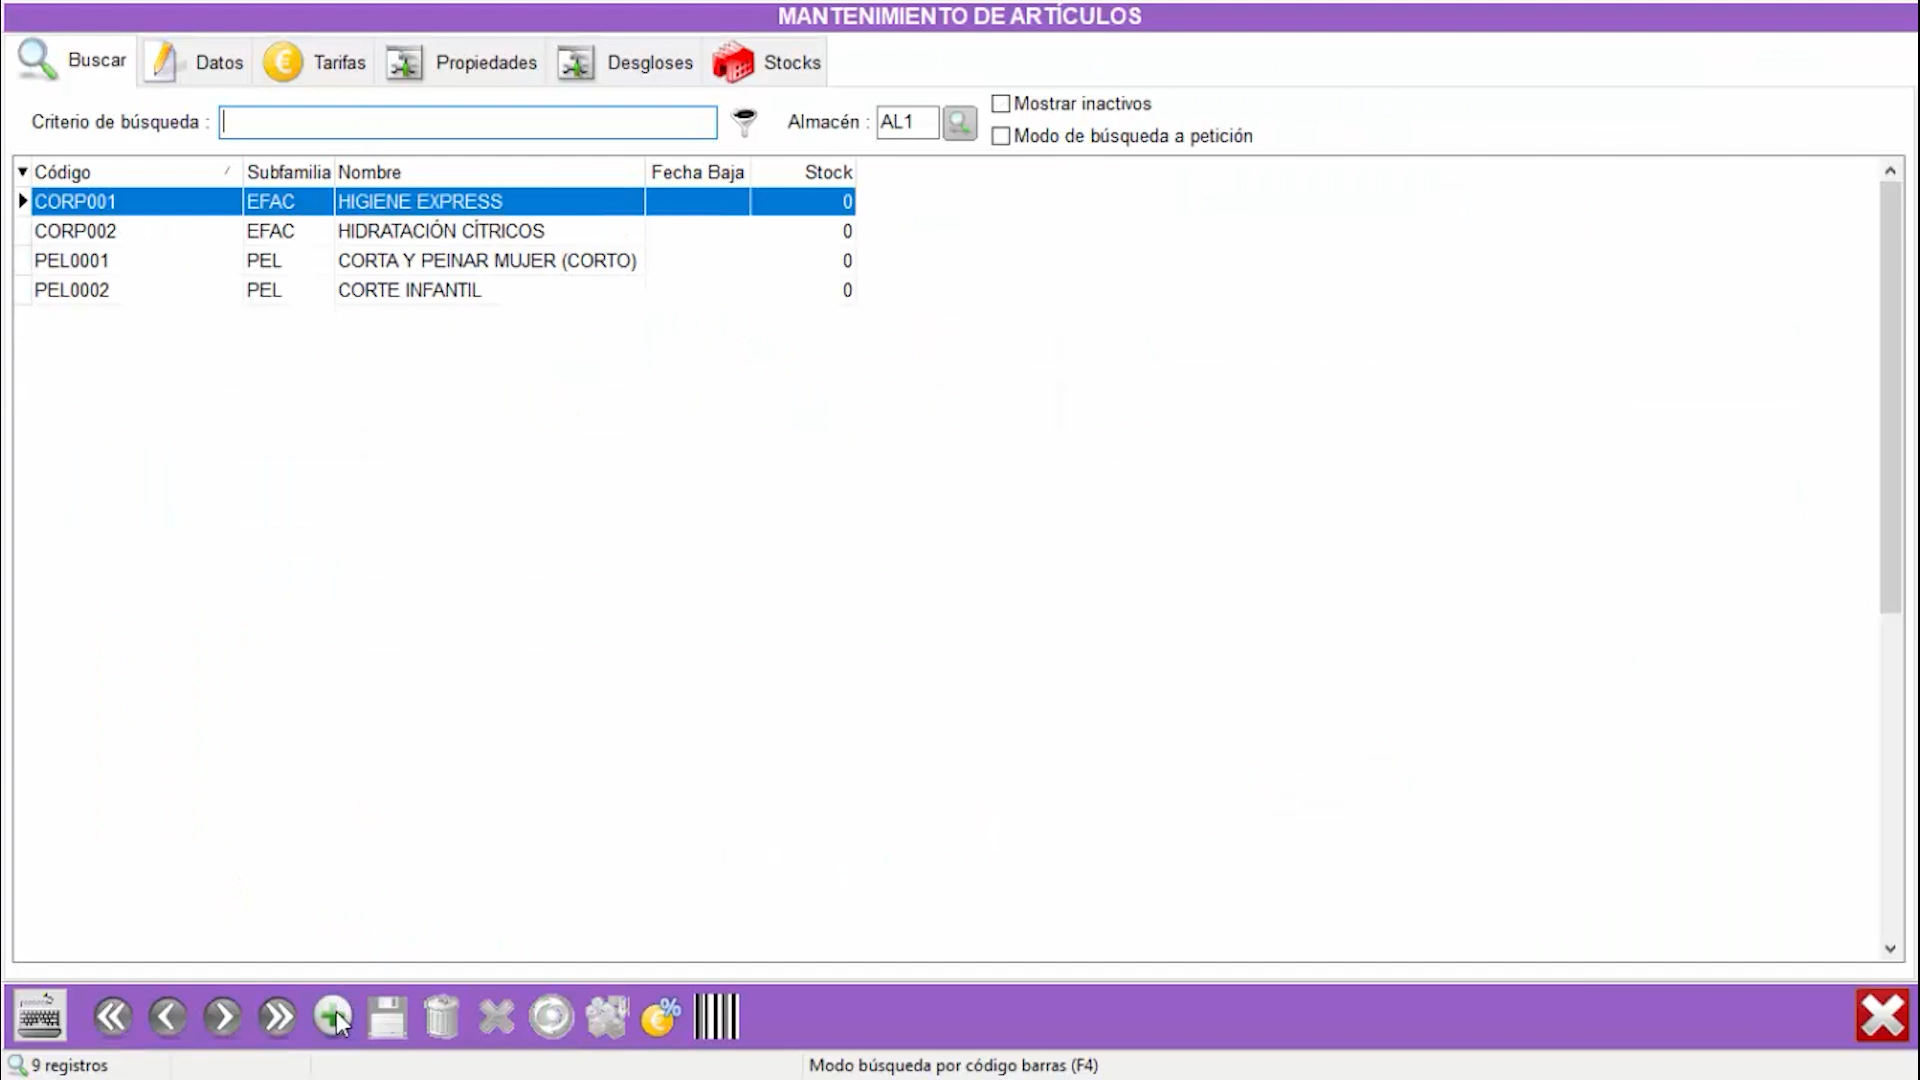 MANTENIMIENTO DE ARTÍCULOS
Buscar Datos Tarifas Propiedades Desgloses Stocks
Criterio de búsqueda : Almacén : AL1 Mostrar inactivos
Modo de búsqueda a petición
Código Subfamilia Nombre Fecha Baja Stock
CORP001 EFAC HIGIENE EXPRESS 0
CORP002 EFAC HIDRATACIÓN CÍTRICOS 0
PEL0001 PEL CORTA Y PEINAR MUJER (CORTO) 0
PEL0002 PEL CORTE INFANTIL 0
9 registros Modo búsqueda por código barras (F4)